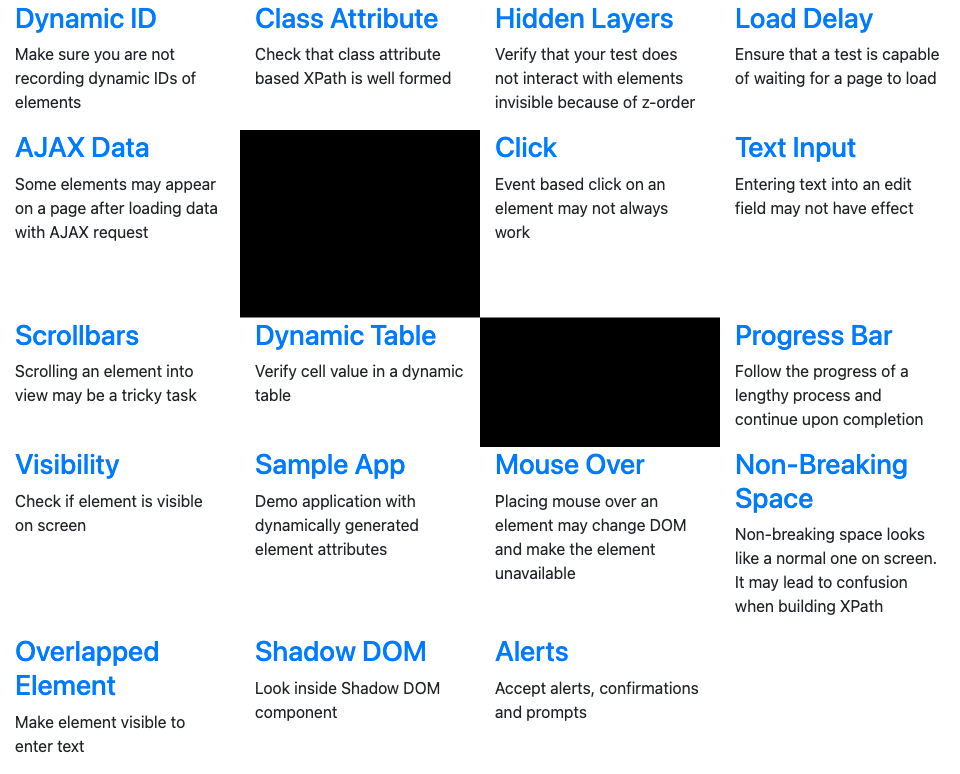 Dynamic ID
Make sure you are not
recording dynamic IDs of
elements
Class Attribute
Check that class attribute
based XPath is well formed
Hidden Layers
Verify that your test does
not interact with elements
invisible because of z-order
Load Delay
Ensure that a test is capable
of waiting for a page to load
AJAX Data
Some elements may appear
on a page after loading data
with AJAX request
Click
Event based click on an
element may not always
work
Text Input
Entering text into an edit
field may not have effect
Scrollbars
Scrolling an element into
view may be a tricky task
Dynamic Table
Verify cell value in a dynamic
table
Progress Bar
Follow the progress of a
lengthy process and
continue upon completion
Visibility
Check if element is visible
on screen
Sample App
Demo application with
dynamically generated
element attributes
Mouse Over
Placing mouse over an
element may change DOM
and make the element
unavailable
Non-Breaking
Space
Non-breaking space looks
like a normal one on screen.
It may lead to confusion
when building XPath
Overlapped
Element
Make element visible to
enter text
Shadow DOM
Look inside Shadow DOM
component
Alerts
Accept alerts, confirmations
and prompts